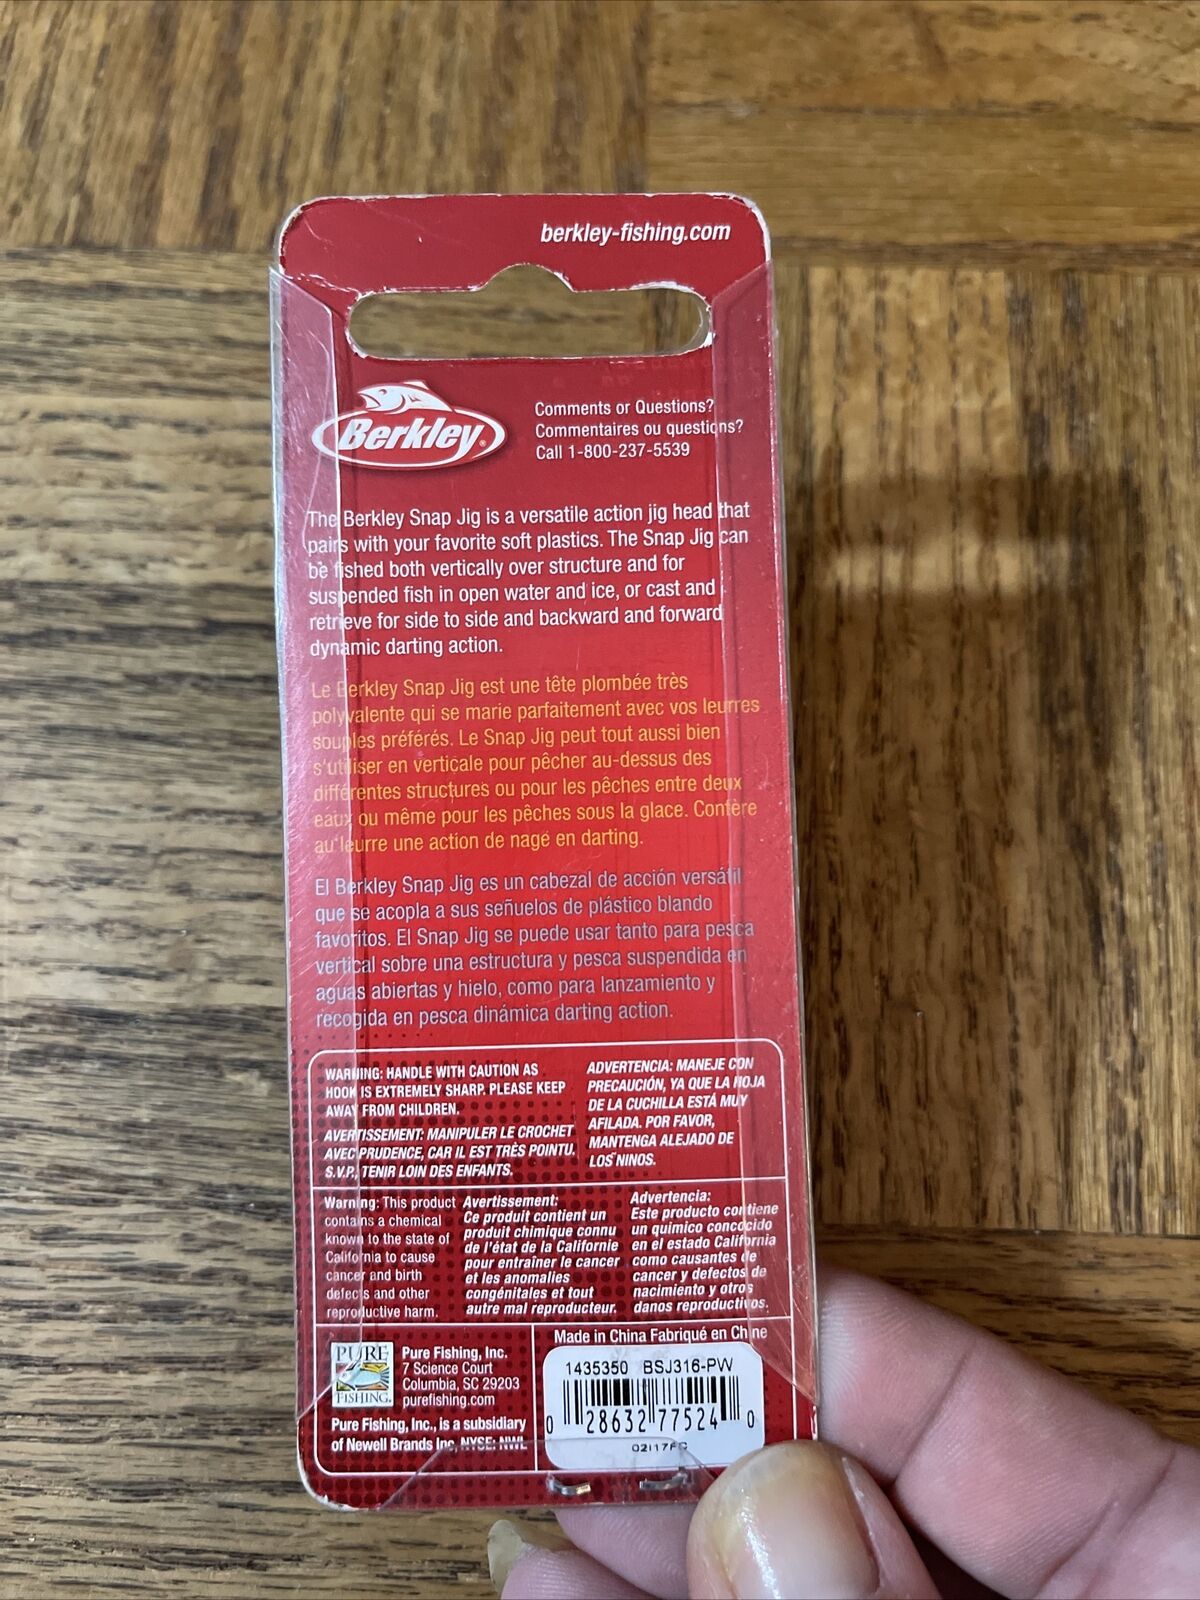 berkley-fishing.com
Berkley
Comments or Questions?
Commentaires ou questions?
Call 1-800-237-5539
The Berkley Snap Jig is a versatile action jig head that
pairs with your favorite soft plastics. The Snap Jig can
be fished both vertically over structure and for
suspended fish in open water and ice, or cast and
retrieve for side to side and backward and forward
dynamic darting action.
Le Berkley Snap Jig est une tête plombée très
polyvalente qui se marie parfaitement avec vos leurres
souples préférés. Le Snap Jig peut tout aussi bien
s'utiliser en verticale pour pêcher au-dessus des
différentes structures ou pour les pêches entre deux
eaux ou même pour les pêches sous la glace. Contère
au leurre une action de nage en darting.
El Berkley Snap Jig es un cabezal de acción versátil
que se acopla a sus señuelos de plástico blando
favoritos. El Snap Jig se puede usar tanto para pesca
vertical sobre una estructura y pesca suspendida en
aguas abiertas y hielo, como para lanzamiento y
recogida en pesca dinámica darting action.
WARNING: HANDLE WITH CAUTION AS
HOOK IS EXTREMELY SHARP. PLEASE KEEP
AWAY FROM CHILDREN.
AVERTISSEMENT: MANIPULER LE CROCHET
AVEC PRUDENCE, CAR IL EST TRÈS POINTU.
S.V.P., TENIR LOIN DES ENFANTS.
ADVERTENCIA: MANEJE CON
PRECAUCIÓN, YA QUE LA HOJA
DE LA CUCHILLA ESTÁ MUY
AFILADA. POR FAVOR,
MANTENGA ALEJADO DE
LOS NINOS.
Warning: This product
contains a chemical
known to the state of
California to cause
cancer and birth
defects and other
reproductive harm.
Avertissement:
Ce produit contient un
produit chimique connu
de l'état de la Californie
pour entraîner le cancer
et les anomalies
congénitales et tout
autre mal reproducteur.
Advertencia:
Este producto contiene
un quimico concocido
en el estado California
como causantes de
cancer y defectos de
nacimiento y otros
danos reproductivos.
PURE
FISHING.
Pure Fishing, Inc.
7 Science Court
Columbia, SC 29203
purefishing.com
Pure Fishing, Inc., is a subsidiary
of Newell Brands Inc, NYSE: NWL
Made in China Fabriqué en Chine
1435350 BSJ316-PW
0 28632 77524 0